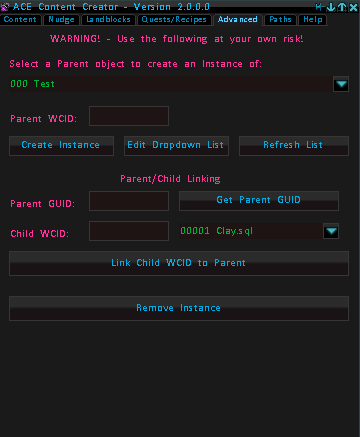 ACE Content Creator - Version 2.0.0.0
Content Nudge Landblocks Quests/Recipes Advanced Paths Help
WARNING! - Use the following at your own risk!
Select a Parent object to create an Instance of:
000 Test
Parent WCID:
Create Instance Edit Dropdown List Refresh List
Parent/Child Linking
Parent GUID: Get Parent GUID
Child WCID: 00001 Clay.sql
Link Child WCID to Parent
Remove Instance